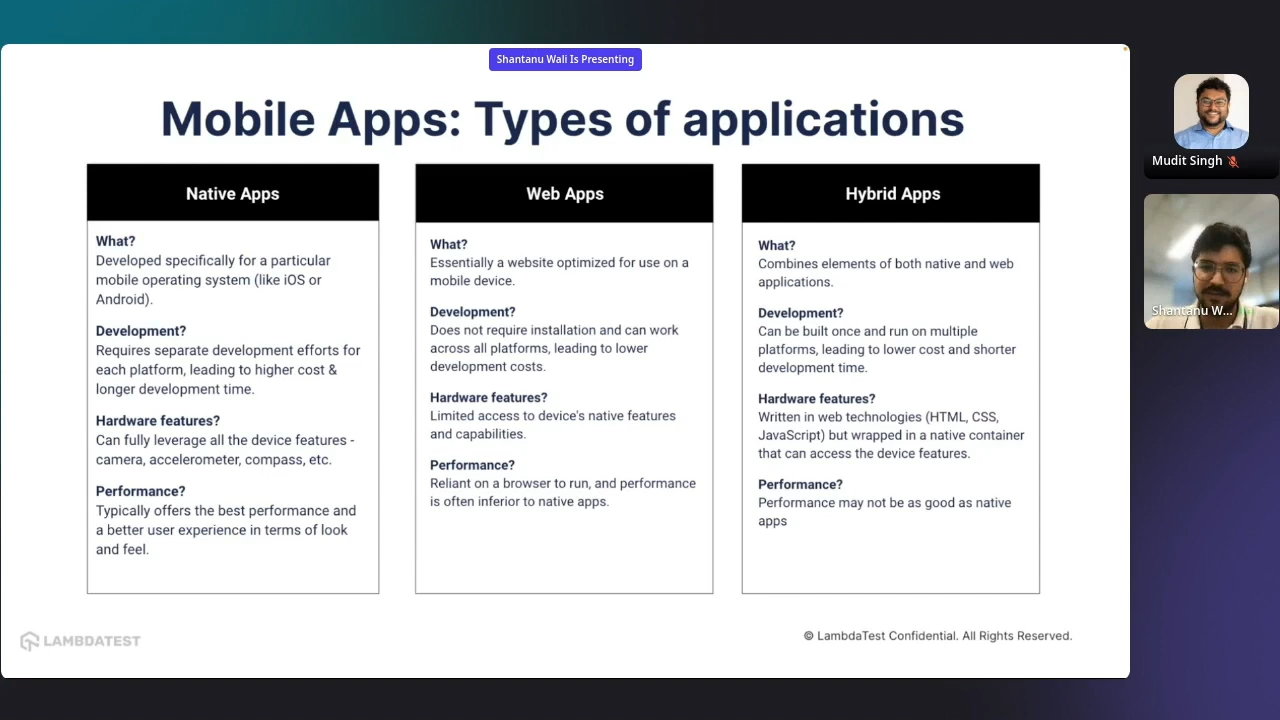 Shantanu Wali Is Presenting
Mobile Apps: Types of applications
Native Apps
What?
Developed specifically for a particular
mobile operating system (like iOS or
Android).
Development?
Requires separate development efforts for
each platform, leading to higher cost &
longer development time.
Hardware features?
Can fully leverage all the device features -
camera, accelerometer, compass, etc.
Performance?
Typically offers the best performance and
a better user experience in terms of look
and feel.
Web Apps
What?
Essentially a website optimized for use on a
mobile device.
Development?
Does not require installation and can work
across all platforms, leading to lower
development costs.
Hardware features?
Limited access to device's native features
and capabilities.
Performance?
Reliant on a browser to run, and performance
is often inferior to native apps.
Hybrid Apps
What?
Combines elements of both native and web
applications.
Development?
Can be built once and run on multiple
platforms, leading to lower cost and shorter
development time.
Hardware features?
Written in web technologies (HTML, CSS,
JavaScript) but wrapped in a native container
that can access the device features.
Performance?
Performance may not be as good as native
apps
LAMBDATEST
© LambdaTest Confidential. All Rights Reserved.
Mudit Singh
Shantanu W...